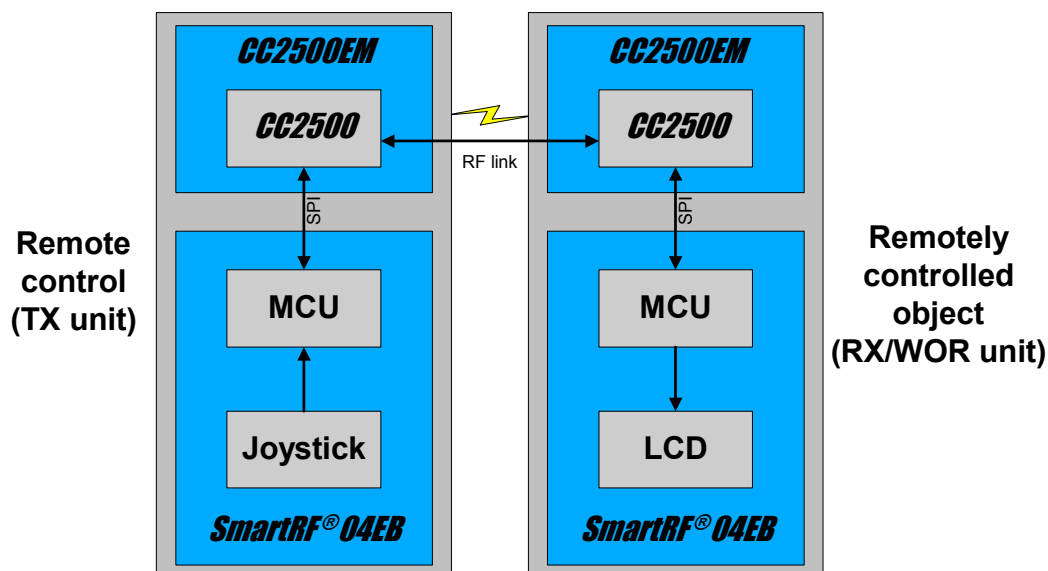 CC2500EM
CC2500
SPI
MCU
Joystick
SmartRF® 04EB
Remote
control
(TX unit)
RF link
CC2500EM
CC2500
SPI
MCU
LCD
SmartRF® 04EB
Remotely
controlled
object
(RX/WOR unit)